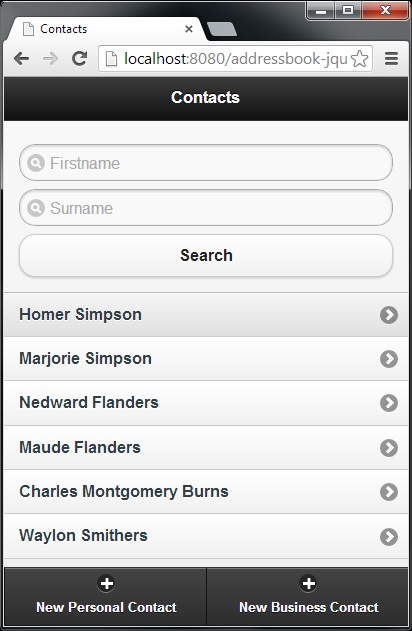 Contacts
localhost:8080/addressbook-jqu
Contacts
Firstname
Surname
Search
Homer Simpson
Marjorie Simpson
Nedward Flanders
Maude Flanders
Charles Montgomery Burns
Waylon Smithers
New Personal Contact
New Business Contact